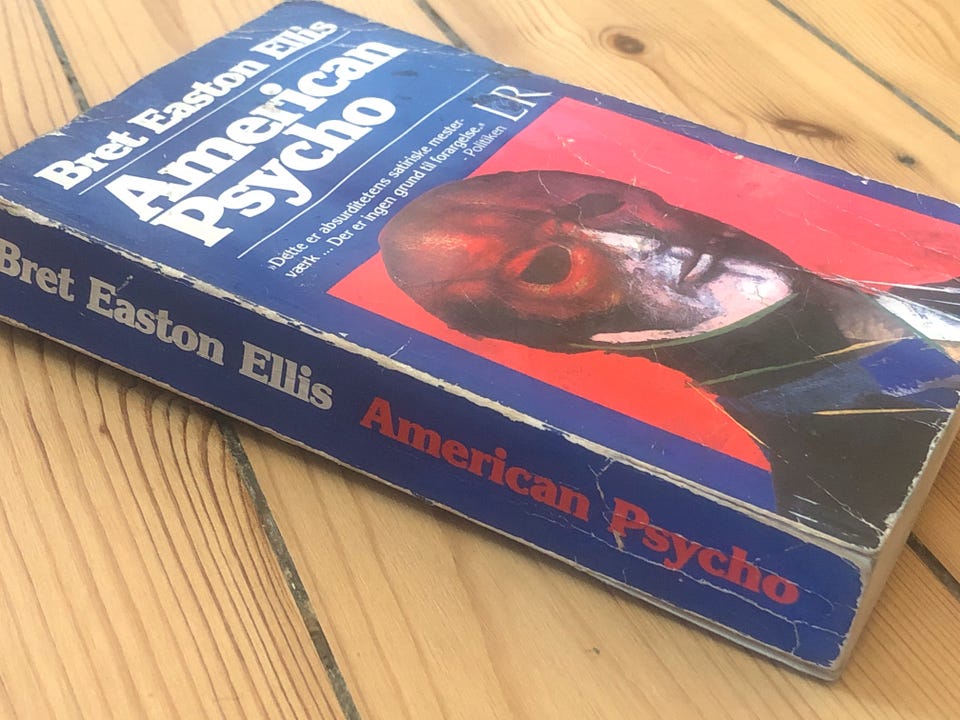 Bret Easton Ellis
American
Psycho
LR
»Dette er absurditetens satiriske mester-
værk ... Der er ingen grund til forargelse.«
- Politiken
Bret Easton Ellis American Psycho